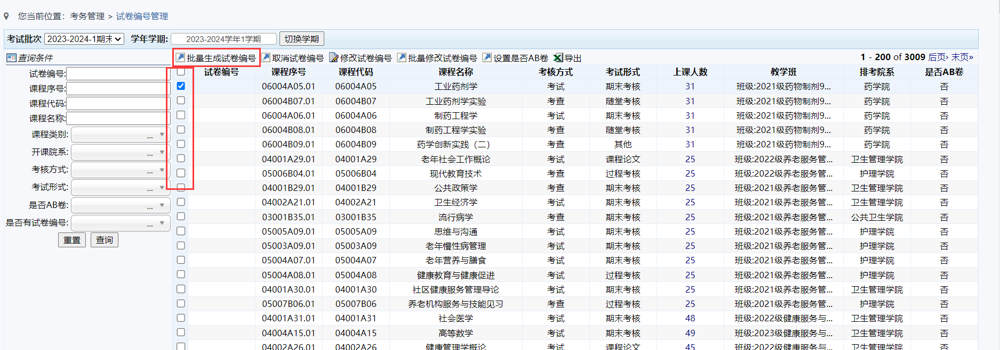 您当前位置：考务管理 > 试卷编号管理
考试批次 2023-2024-1期末 学年学期: 2023-2024学年1学期 切换学期
查询条件
试卷编号:
课程序号:
课程代码:
课程名称:
课程类别: ...
开课院系: ...
考核方式: ...
考试形式: ...
是否AB卷: ...
是否有试卷编号: ...
重置 查询
批量生成试卷编号 取消试卷编号 修改试卷编号 批量修改试卷编号 设置是否AB卷 导出 1 - 200 of 3009 后页› 末页»
试卷编号 课程序号 课程代码 课程名称 考核方式 考试形式 上课人数 教学班 排考院系 是否AB卷
06004A05.01 06004A05 工业药剂学 考试 期末考核 31 班级:2021级药物制剂9... 药学院 否
06004B07.01 06004B07 工业药剂学实验 考查 随堂考核 31 班级:2021级药物制剂9... 药学院 否
06004A06.01 06004A06 制药工程学 考试 期末考核 31 班级:2021级药物制剂9... 药学院 否
06004B08.01 06004B08 制药工程学实验 考查 随堂考核 31 班级:2021级药物制剂9... 药学院 否
06004B09.01 06004B09 药学创新实践（二） 考查 其他 31 班级:2021级药物制剂9... 药学院 否
04001A29.01 04001A29 老年社会工作概论 考试 课程论文 25 班级:2022级养老服务管... 卫生管理学院 否
05006B04.01 05006B04 现代教育技术 考查 过程考核 25 班级:2022级养老服务管... 护理学院 否
04001B29.01 04001B29 公共政策学 考查 期末考核 25 班级:2021级养老服务管... 卫生管理学院 否
04002A21.01 04002A21 卫生经济学 考试 期末考核 25 班级:2021级养老服务管... 卫生管理学院 否
03001B35.01 03001B35 流行病学 考查 期末考核 25 班级:2021级养老服务管... 公共卫生学院 否
05005A09.01 05005A09 思维与沟通 考试 期末考核 25 班级:2021级养老服务管... 护理学院 否
05003A09.01 05003A09 老年慢性病管理 考试 期末考核 25 班级:2021级养老服务管... 护理学院 否
05004A07.01 05004A07 老年营养与膳食 考试 期末考核 25 班级:2021级养老服务管... 护理学院 否
05004A08.01 05004A08 健康教育与健康促进 考试 过程考核 25 班级:2021级养老服务管... 护理学院 否
04001A30.01 04001A30 社区健康服务管理导论 考试 期末考核 25 班级:2021级养老服务管... 卫生管理学院 否
05007B06.01 05007B06 养老机构服务与技能见习 考查 过程考核 25 班级:2021级养老服务管... 护理学院 否
04001A31.01 04001A31 社会医学 考试 期末考核 48 班级:2022级健康服务与... 卫生管理学院 否
04004A15.01 04004A15 高等数学 考试 期末考核 49 班级:2023级健康服务与... 卫生管理学院 否
04002A26.01 04002A26 健康管理学概论 考试 课程论文 45 班级:2022级健康服务与... 卫生管理学院 否